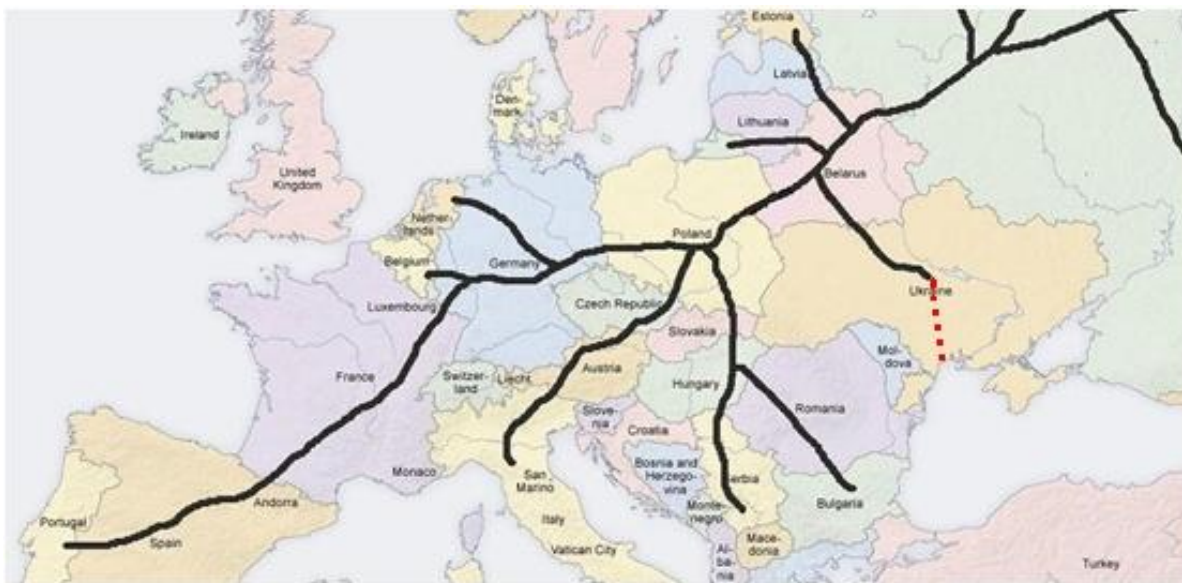 Estonia
Latvia
Den-
mark
Lithuania
Ireland
United
Kingdom
Belarus
Nether-
lands
Poland
Belgium
Germany
Ukraine
Luxembourg
Czech Republic
Slovakia
Mol-
dova
France
Switzer-
land
Liecht.
Austria
Hungary
Romania
Slove-
nia
Croatia
Monaco
San
Marino
Bosnia and
Herzego-
vina
Serbia
Andorra
Bulgaria
Monte-
negro
Portugal
Spain
Italy
Vatican City
Mace-
donia
Al-
ba-
nia
Turkey